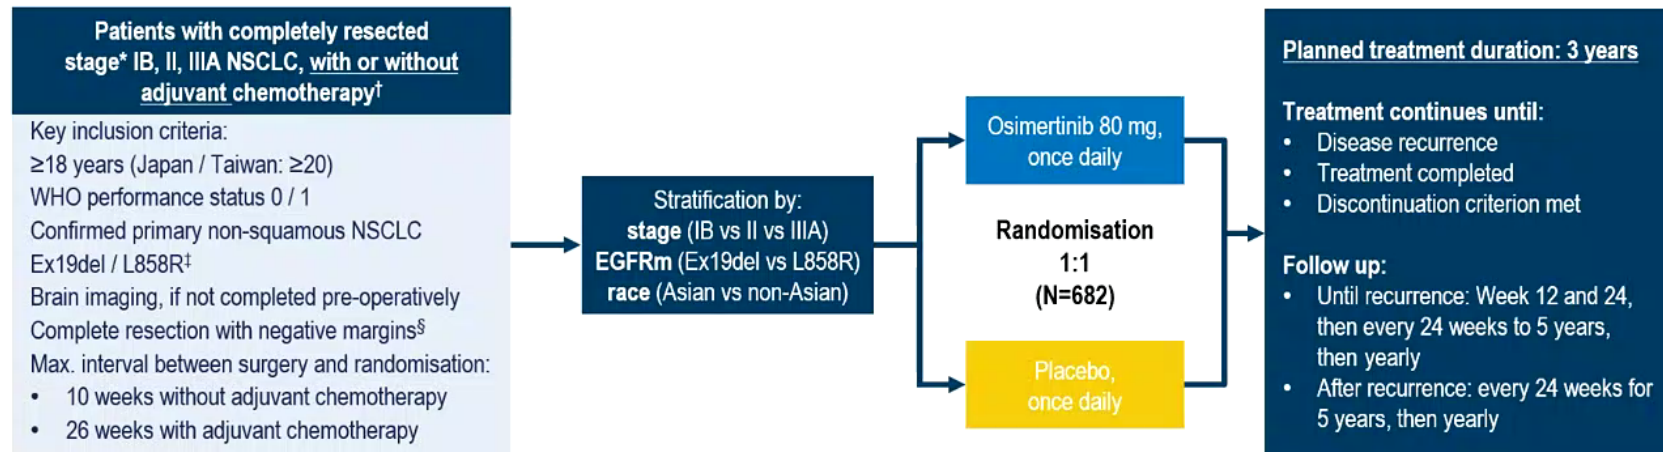 Patients with completely resected
stage* IB, II, IIIA NSCLC, with or without
adjuvant chemotherapy†
Key inclusion criteria:
≥18 years (Japan / Taiwan: ≥20)
WHO performance status 0 / 1
Confirmed primary non-squamous NSCLC
Ex19del / L858R‡
Brain imaging, if not completed pre-operatively
Complete resection with negative margins§
Max. interval between surgery and randomisation:
• 10 weeks without adjuvant chemotherapy
• 26 weeks with adjuvant chemotherapy
Stratification by:
stage (IB vs II vs IIIA)
EGFRm (Ex19del vs L858R)
race (Asian vs non-Asian)
Osimertinib 80 mg,
once daily
Randomisation
1:1
(N=682)
Placebo,
once daily
Planned treatment duration: 3 years
Treatment continues until:
• Disease recurrence
• Treatment completed
• Discontinuation criterion met
Follow up:
• Until recurrence: Week 12 and 24,
then every 24 weeks to 5 years,
then yearly
• After recurrence: every 24 weeks for
5 years, then yearly